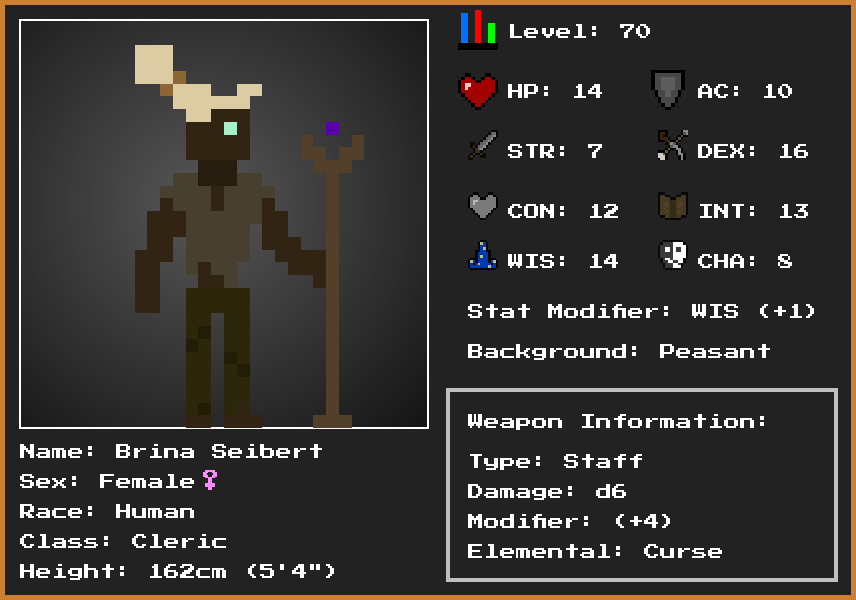 Level: 70
HP: 14 AC: 10
STR: 7 DEX: 16
CON: 12 INT: 13
WIS: 14 CHA: 8
Stat Modifier: WIS (+1)
Background: Peasant
Weapon Information:
Type: Staff
Damage: d6
Modifier: (+4)
Elemental: Curse
Name: Brina Seibert
Sex: Female♀
Race: Human
Class: Cleric
Height: 162cm (5'4")